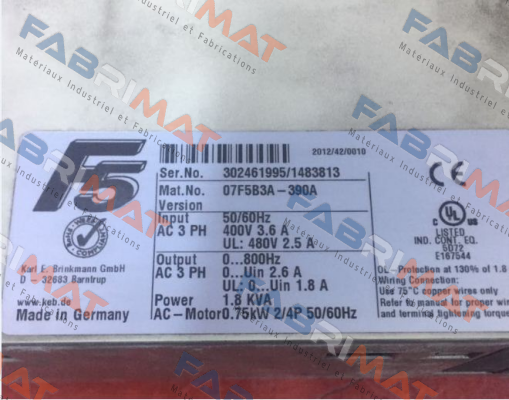 2012/42/0010
F5
Ser.No. 302461995/1483813
Mat.No. 07F5B3A-390A
Version
Input 50/60Hz
AC 3 PH 400V 3.6 A
UL: 480V 2.5 A
Output 0...800Hz
AC 3 PH 0...Uin 2.6 A
UL: 0...Uin 1.8 A
Power 1.8 KVA
AC-Motor 0.75kW 2/4P 50/60Hz
Karl E. Brinkmann GmbH
D - 32683 Barntrup
www.keb.de
Made in Germany
CE
C UL US
LISTED
IND. CONT. EQ.
5D72
E167544
OL-Protection at 130% of 1.8
Wiring Connection:
Use 75°C copper wires only
Refer to manual for proper wire
and terminal tightening torque
FABRIMAT
Materiaux Industriel et Fabrications